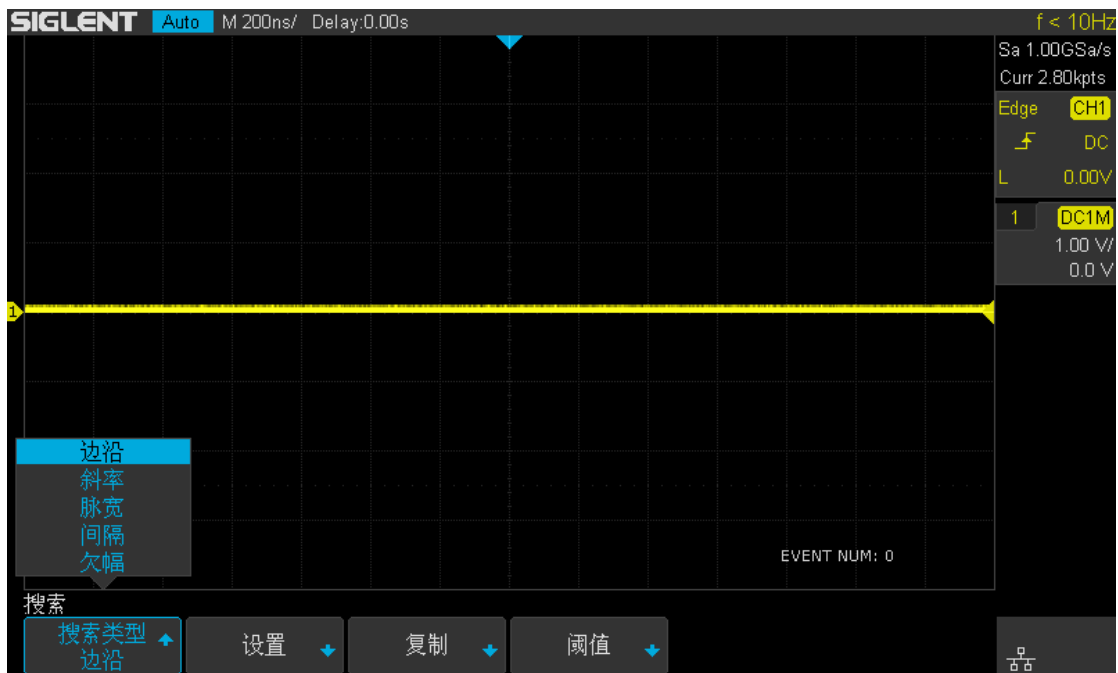 SIGLENT Auto M 200ns/ Delay:0.00s f < 10Hz
Sa 1.00GSa/s
Curr 2.80kpts
Edge CH1
DC
L 0.00V
1 DC1M
1.00 V/
0.0 V
1
边沿
斜率
脉宽
间隔
欠幅
EVENT NUM: 0
搜索
搜索类型 设置 复制 阈值
边沿